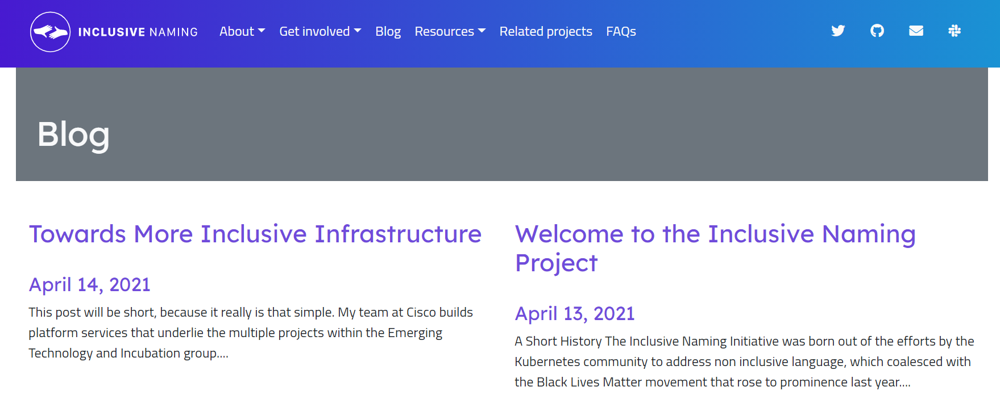 INCLUSIVE NAMING About Get involved Blog Resources Related projects FAQs
Blog
Towards More Inclusive Infrastructure
April 14, 2021
This post will be short, because it really is that simple. My team at Cisco builds
platform services that underlie the multiple projects within the Emerging
Technology and Incubation group....
Welcome to the Inclusive Naming
Project
April 13, 2021
A Short History The Inclusive Naming Initiative was born out of the efforts by the
Kubernetes community to address non inclusive language, which coalesced with
the Black Lives Matter movement that rose to prominence last year....